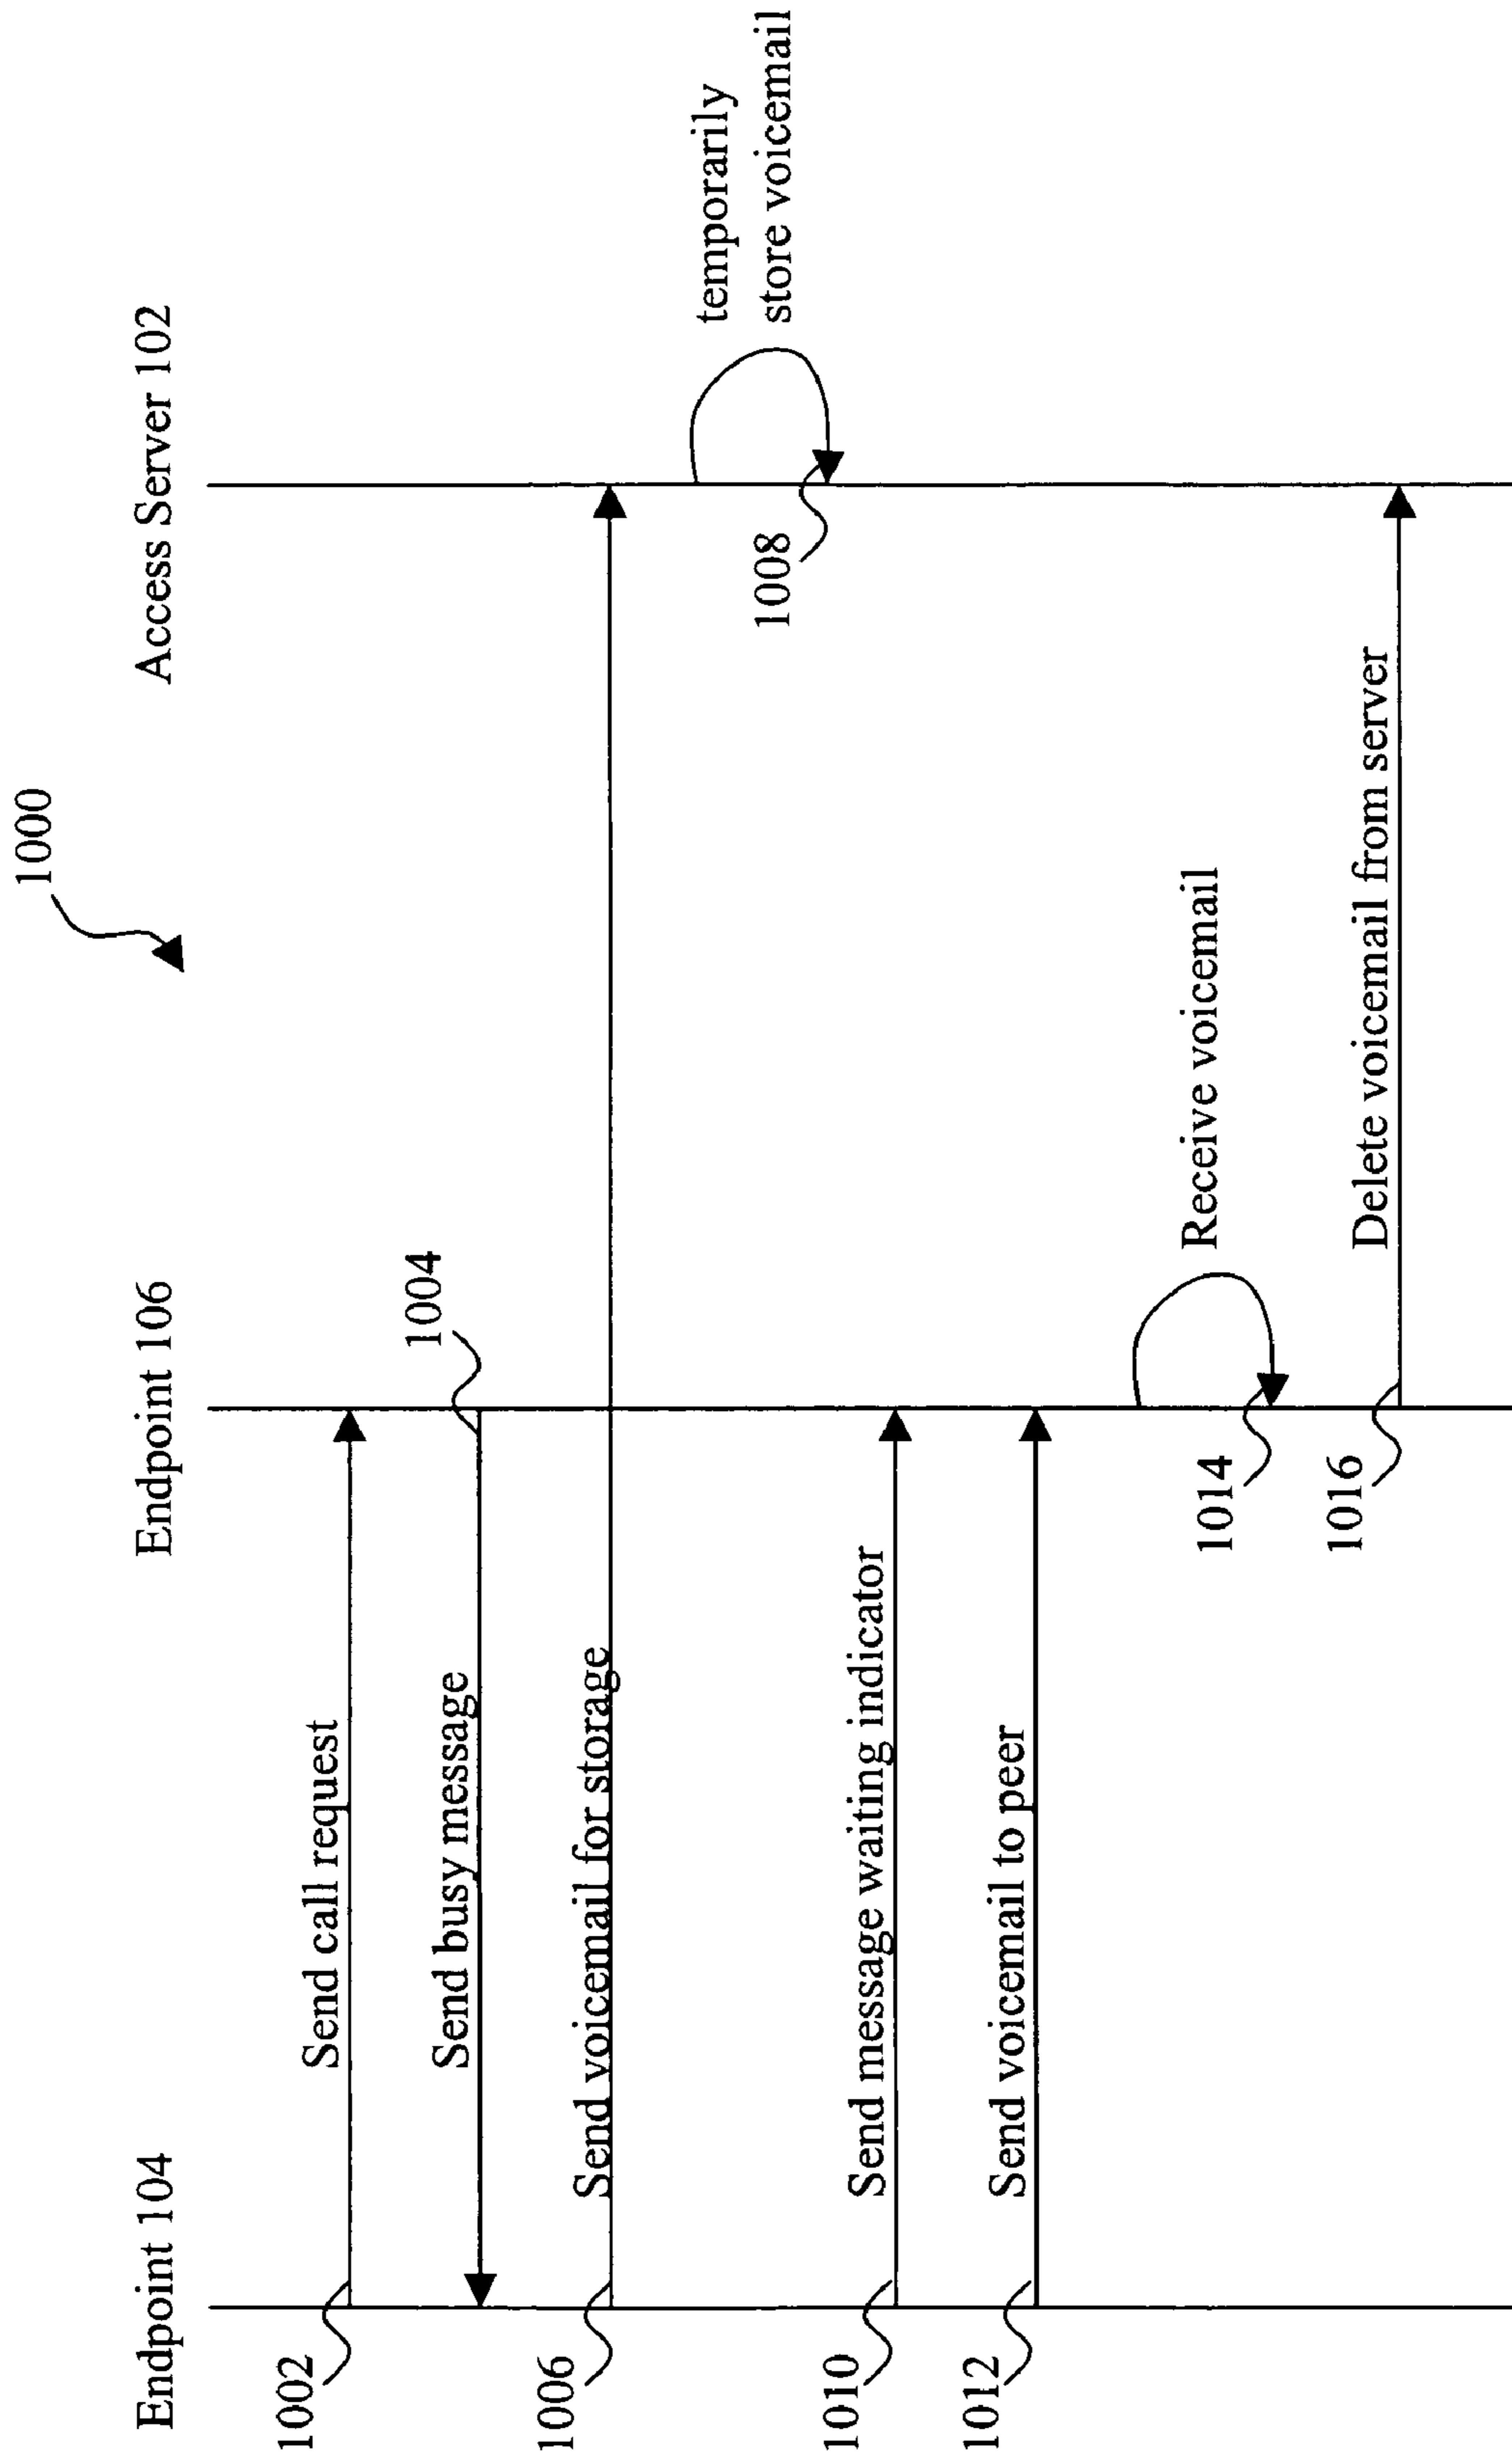 1000
Endpoint 104
Endpoint 106
Access Server 102
1002
Send call request
Send busy message
1004
1006
Send voicemail for storage
temporarily
store voicemail
1008
1010
Send message waiting indicator
1012
Send voicemail to peer
Receive voicemail
1014
1016
Delete voicemail from server